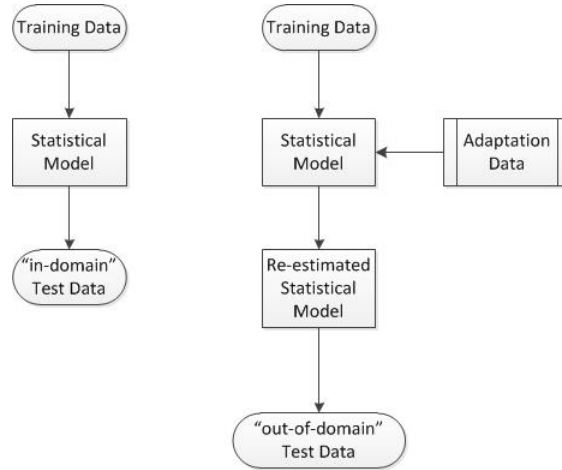 Training Data
Statistical
Model
"in-domain"
Test Data
Training Data
Statistical
Model
Adaptation
Data
Re-estimated
Statistical
Model
"out-of-domain"
Test Data